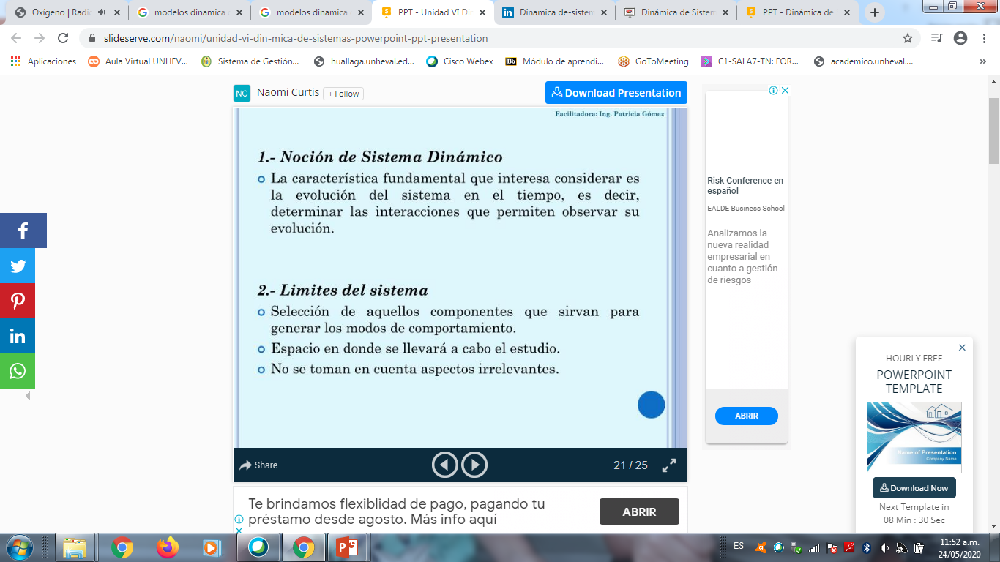 Oxígeno | Radio
modelos dinamica d
modelos dinamica d
PPT - Unidad VI Din
Dinamica de-sistem
Dinámica de Sistem
PPT - Dinámica de
slideserve.com/naomi/unidad-vi-din-mica-de-sistemas-powerpoint-ppt-presentation
Aplicaciones
Aula Virtual UNHEV...
Sistema de Gestión...
huallaga.unheval.ed...
Cisco Webex
Bb
Módulo de aprendi...
GoToMeeting
C1-SALA7-TN: FOR...
academico.unheval....
»
NC
Naomi Curtis
+ Follow
Download Presentation
Facilitadora: Ing. Patricia Gómez
1.- Noción de Sistema Dinámico
La característica fundamental que interesa considerar es
la evolución del sistema en el tiempo, es decir,
determinar las interacciones que permiten observar su
evolución.
2.- Limites del sistema
Selección de aquellos componentes que sirvan para
generar los modos de comportamiento.
Espacio en donde se llevará a cabo el estudio.
No se toman en cuenta aspectos irrelevantes.
Share
21 / 25
Te brindamos flexiblidad de pago, pagando tu
préstamo desde agosto. Más info aquí
ABRIR
Risk Conference en
español
EALDE Business School
Analizamos la
nueva realidad
empresarial en
cuanto a gestión
de riesgos
ABRIR
HOURLY FREE
POWERPOINT
TEMPLATE
Name of Presentation
Company Name
Download Now
Next Template in
08 Min : 30 Sec
ES
11:52 a.m.
24/05/2020